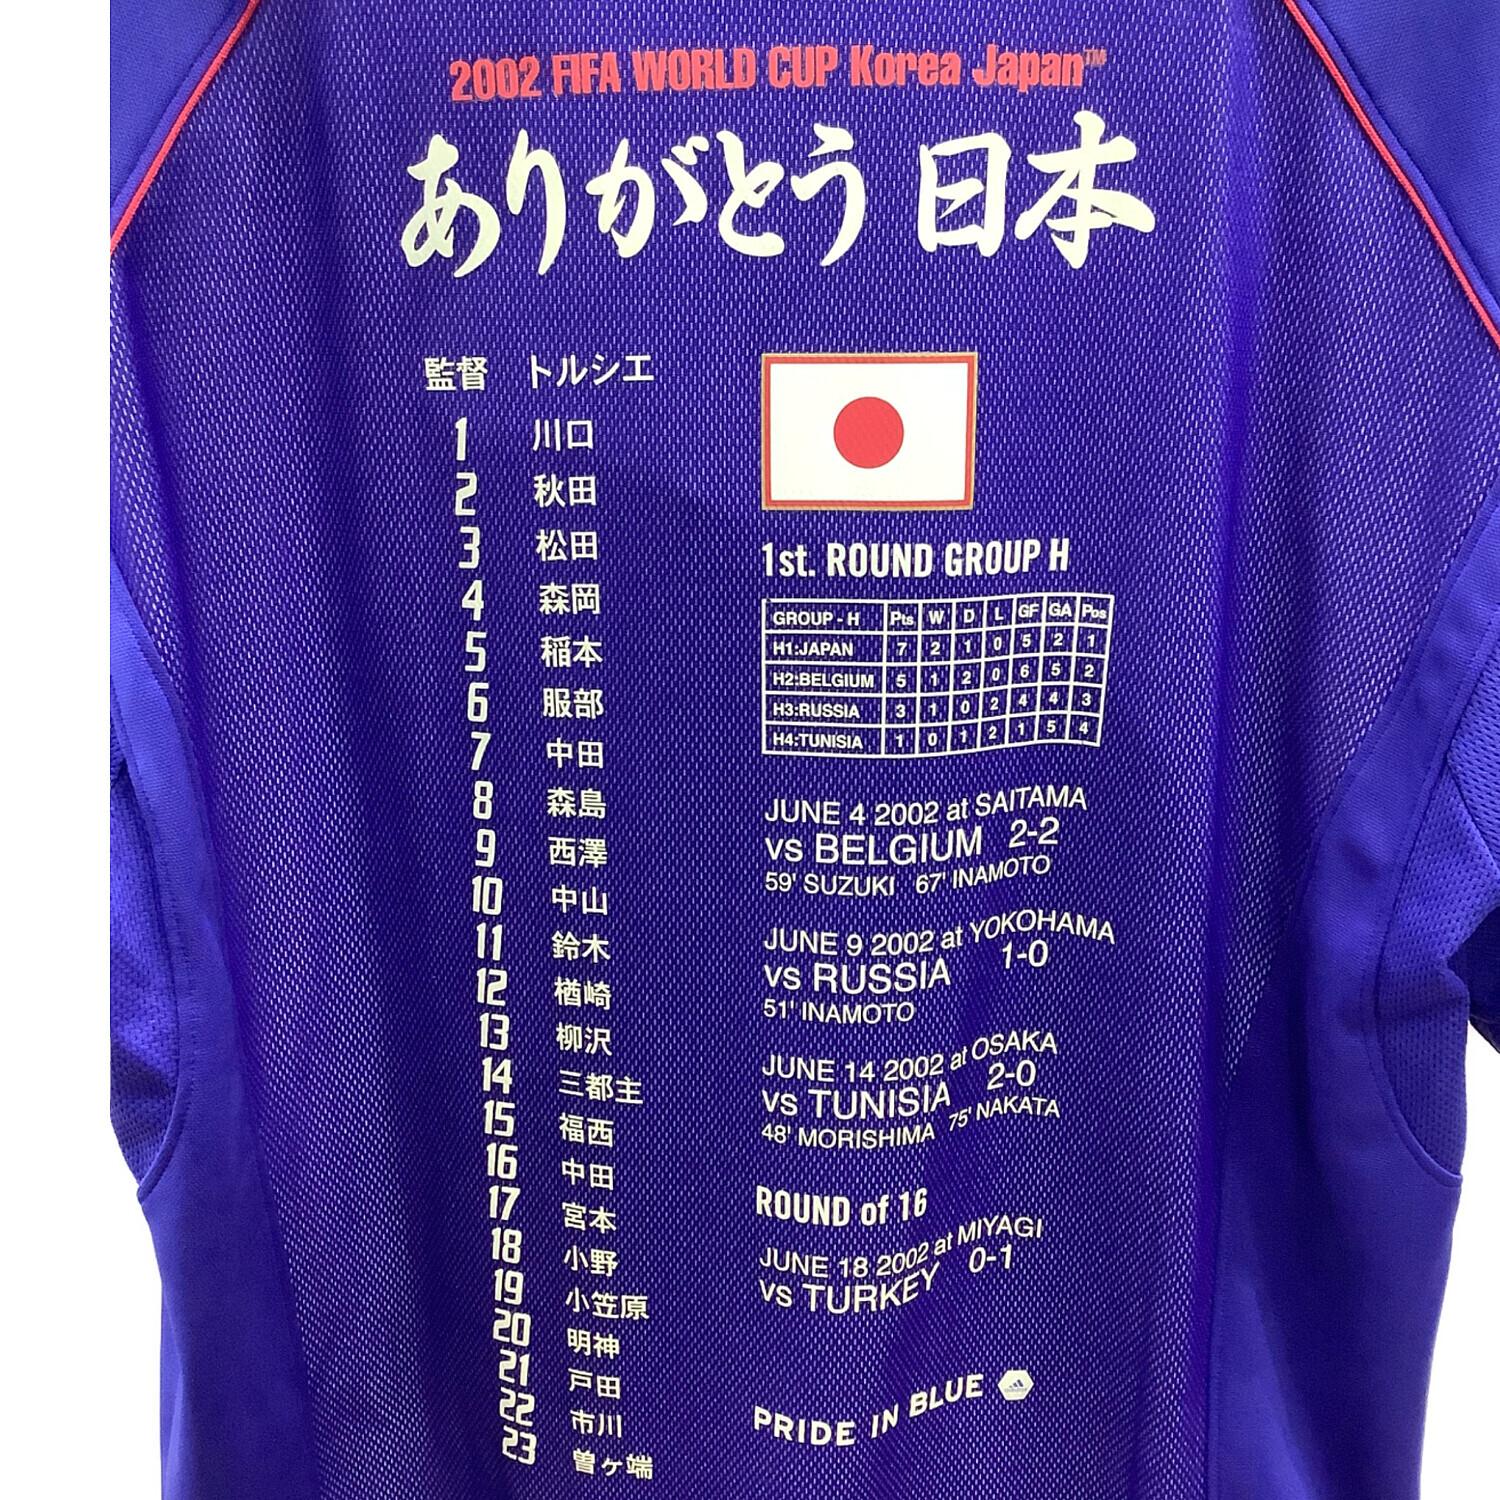 2002 FIFA WORLD CUP Korea Japan™
ありがとう 日本
監督 トルシエ
1 川口
2 秋田
3 松田
4 森岡
5 稲本
6 服部
7 中田
8 森島
9 西澤
10 中山
11 鈴木
12 楢崎
13 柳沢
14 三都主
15 福西
16 中田
17 宮本
18 小野
19 小笠原
20 明神
21 戸田
22 市川
23 曽ヶ端
1st. ROUND GROUP H
GROUP - H Pts W D L GF GA Pos
H1:JAPAN 7 2 1 0 5 2 1
H2:BELGIUM 5 1 2 0 6 5 2
H3:RUSSIA 3 1 0 2 4 4 3
H4:TUNISIA 1 0 1 2 1 5 4
JUNE 4 2002 at SAITAMA
VS BELGIUM 2-2
59' SUZUKI 67' INAMOTO
JUNE 9 2002 at YOKOHAMA
VS RUSSIA 1-0
51' INAMOTO
JUNE 14 2002 at OSAKA
VS TUNISIA 2-0
48' MORISHIMA 75' NAKATA
ROUND of 16
JUNE 18 2002 at MIYAGI
VS TURKEY 0-1
PRIDE IN BLUE